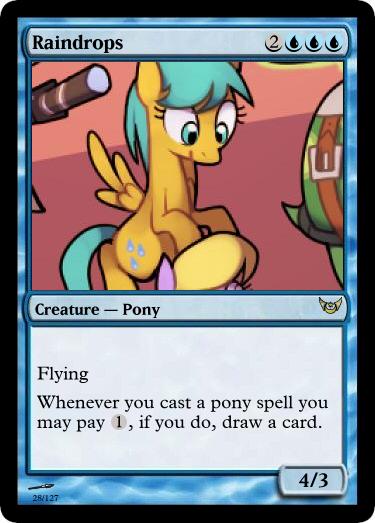 Raindrops 2
Creature — Pony
Flying
Whenever you cast a pony spell you
may pay 1, if you do, draw a card.
4/3
28/127